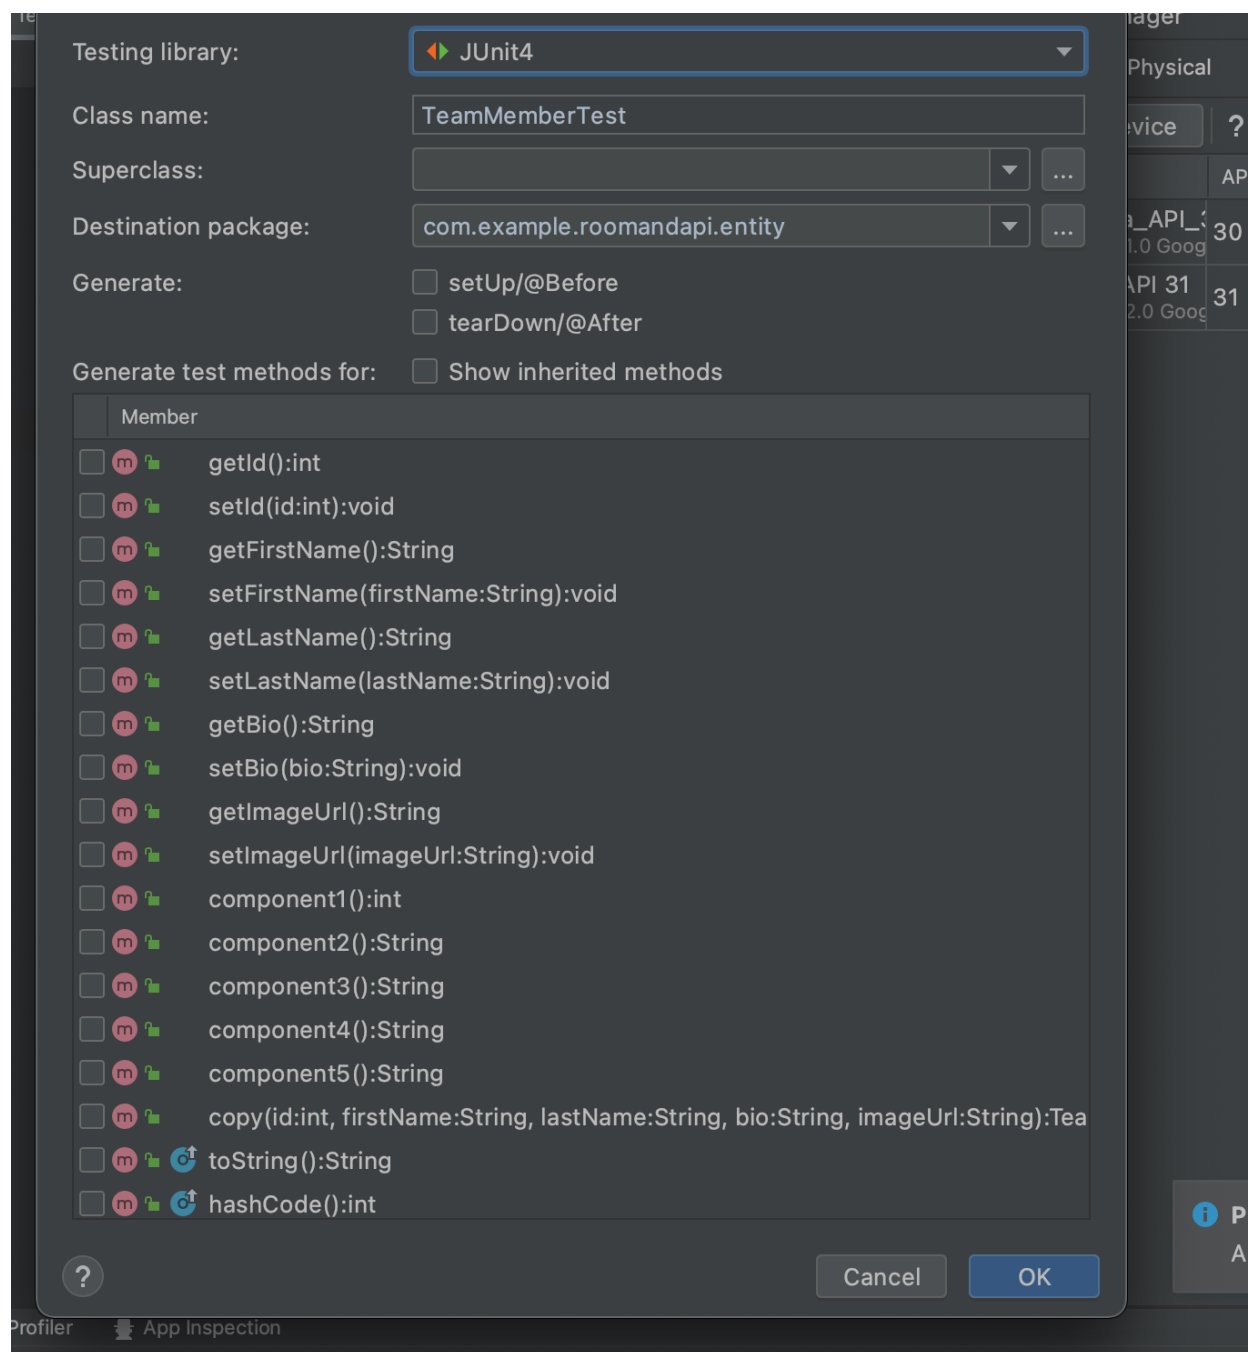 Testing library: JUnit4
Physical
Class name: TeamMemberTest
?
Superclass: ...
Destination package: com.example.roomandapi.entity ...
30
Generate: setUp/@Before
API 31
31
tearDown/@After
Generate test methods for: Show inherited methods
Member
getId():int
setId(id:int):void
getFirstName():String
setFirstName(firstName:String):void
getLastName():String
setLastName(lastName:String):void
getBio():String
setBio(bio:String):void
getImageUrl():String
setImageUrl(imageUrl:String):void
component1():int
component2():String
component3():String
component4():String
component5():String
copy(id:int, firstName:String, lastName:String, bio:String, imageUrl:String):Tea
toString():String
hashCode():int
? Cancel OK
Profiler App Inspection